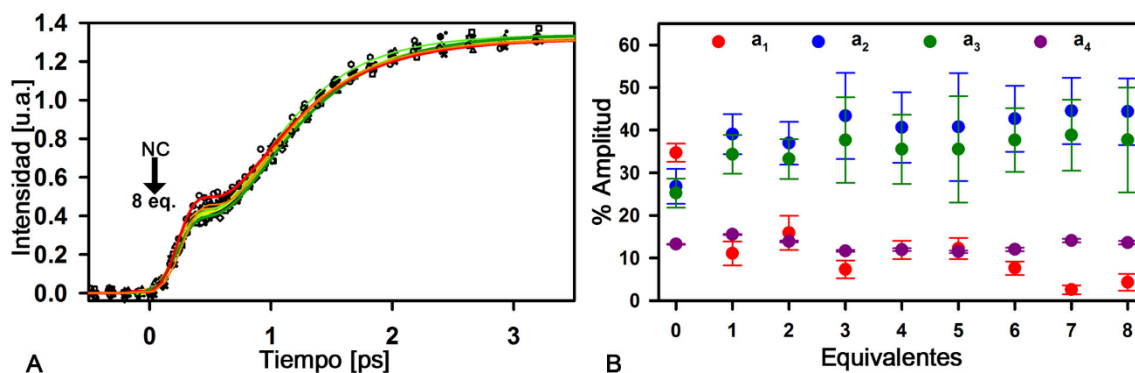 1.4
1.2
1.0
0.8
0.6
0.4
0.2
0.0
Intensidad [u.a.]
NC
8 eq.
0
1
2
3
Tiempo [ps]
A
60
50
40
30
20
10
0
% Amplitud
a1 a2 a3 a4
0 1 2 3 4 5 6 7 8
Equivalentes
B